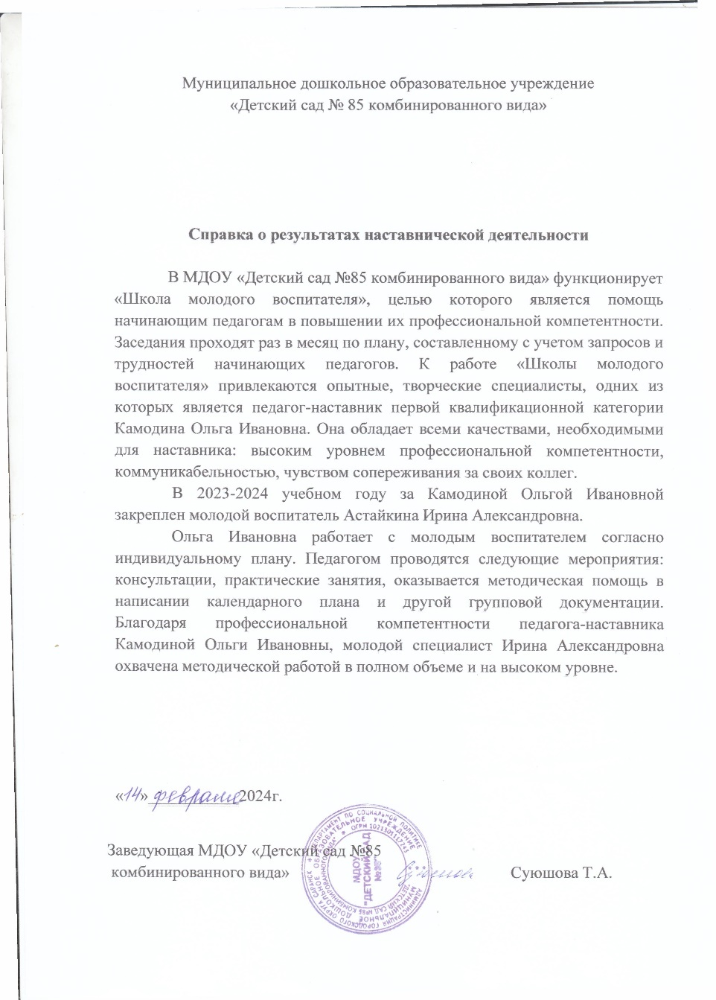 Муниципальное дошкольное образовательное учреждение
«Детский сад № 85 комбинированного вида»
Справка о результатах наставнической деятельности
В МДОУ «Детский сад №85 комбинированного вида» функционирует
«Школа молодого воспитателя», целью которого является помощь
начинающим педагогам в повышении их профессиональной компетентности.
Заседания проходят раз в месяц по плану, составленному с учетом запросов и
трудностей начинающих педагогов. К работе «Школы молодого
воспитателя» привлекаются опытные, творческие специалисты, одних из
которых является педагог-наставник первой квалификационной категории
Камодина Ольга Ивановна. Она обладает всеми качествами, необходимыми
для наставника: высоким уровнем профессиональной компетентности,
коммуникабельностью, чувством сопереживания за своих коллег.
В 2023-2024 учебном году за Камодиной Ольгой Ивановной
закреплен молодой воспитатель Астайкина Ирина Александровна.
Ольга Ивановна работает с молодым воспитателем согласно
индивидуальному плану. Педагогом проводятся следующие мероприятия:
консультации, практические занятия, оказывается методическая помощь в
написании календарного плана и другой групповой документации.
Благодаря профессиональной компетентности педагога-наставника
Камодиной Ольги Ивановны, молодой специалист Ирина Александровна
охвачена методической работой в полном объеме и на высоком уровне.
«14» февраля 2024г.
Заведующая МДОУ «Детский сад №85
комбинированного вида» Суюшова Т.А.
МДОУ
"ДЕТСКИЙ САД
№85"